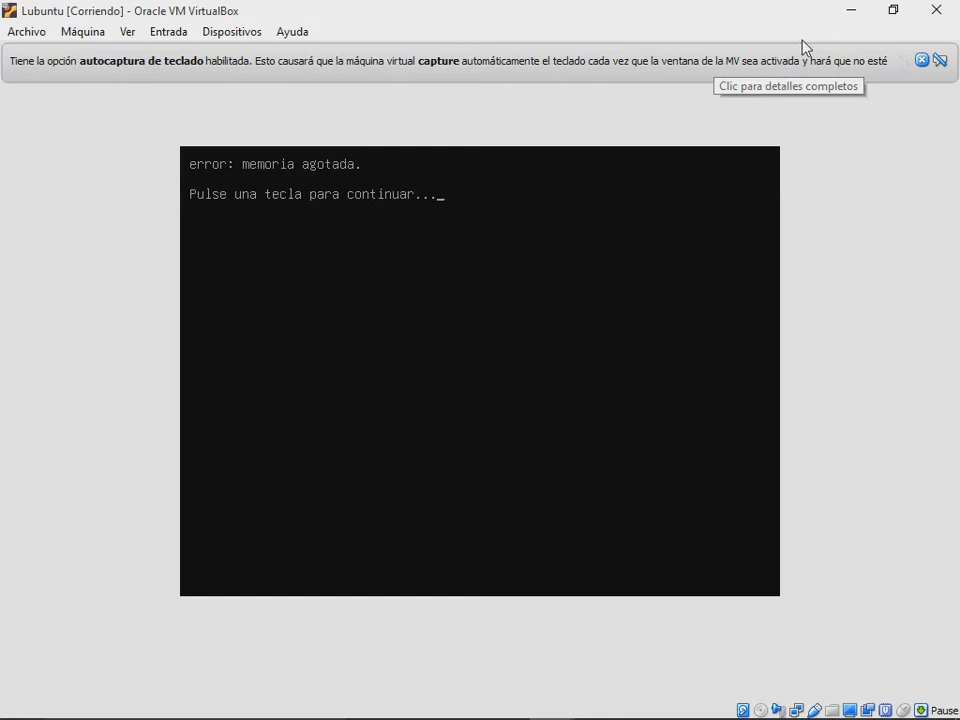 Lubuntu [Corriendo] - Oracle VM VirtualBox
Archivo Máquina Ver Entrada Dispositivos Ayuda
Tiene la opción autocaptura de teclado habilitada. Esto causará que la máquina virtual capture automáticamente el teclado cada vez que la ventana de la MV sea activada y hará que no esté
Clic para detalles completos
error: memoria agotada.
Pulse una tecla para continuar..._
Pause